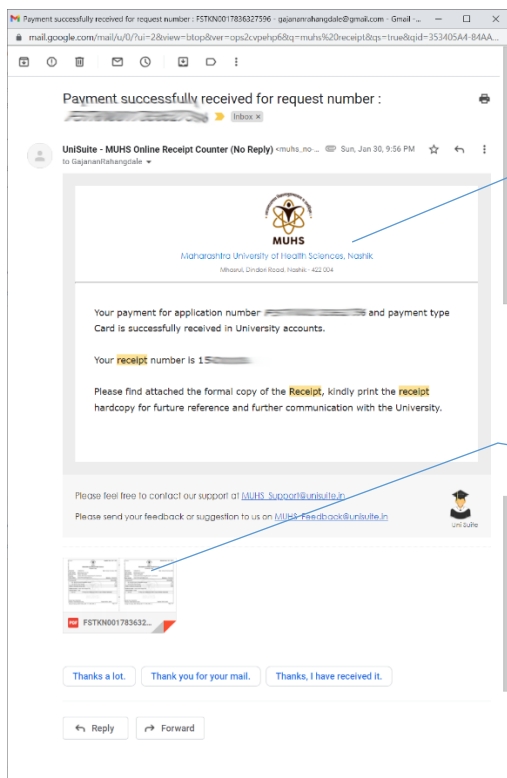 Payment successfully received for request number : FSTKN0017836327596 - gajananrahangdale@gmail.com - Gmail -...
mail.google.com/mail/u/0/?ui=2&view=btop&ver=ops2cvpehp6&q=muhs%20receipt&qs=true&qid=353405A4-84AA...
Payment successfully received for request number :
Inbox ×
UniSuite - MUHS Online Receipt Counter (No Reply) <muhs_no-... Sun, Jan 30, 9:56 PM
to GajananRahangdale
MUHS
Maharashtra University of Health Sciences, Nashik
Mhasrul, Dindori Road, Nashik - 422 004
Your payment for application number and payment type
Card is successfully received in University accounts.
Your receipt number is 15
Please find attached the formal copy of the Receipt, kindly print the receipt
hardcopy for furture reference and further communication with the University.
Please feel free to contact our support at MUHS_Support@unisuite.in
Please send your feedback or suggestion to us on MUHS_Feedback@unisuite.in
Uni Suite
PDF FSTKN001783632...
Thanks a lot. Thank you for your mail. Thanks, I have received it.
Reply Forward